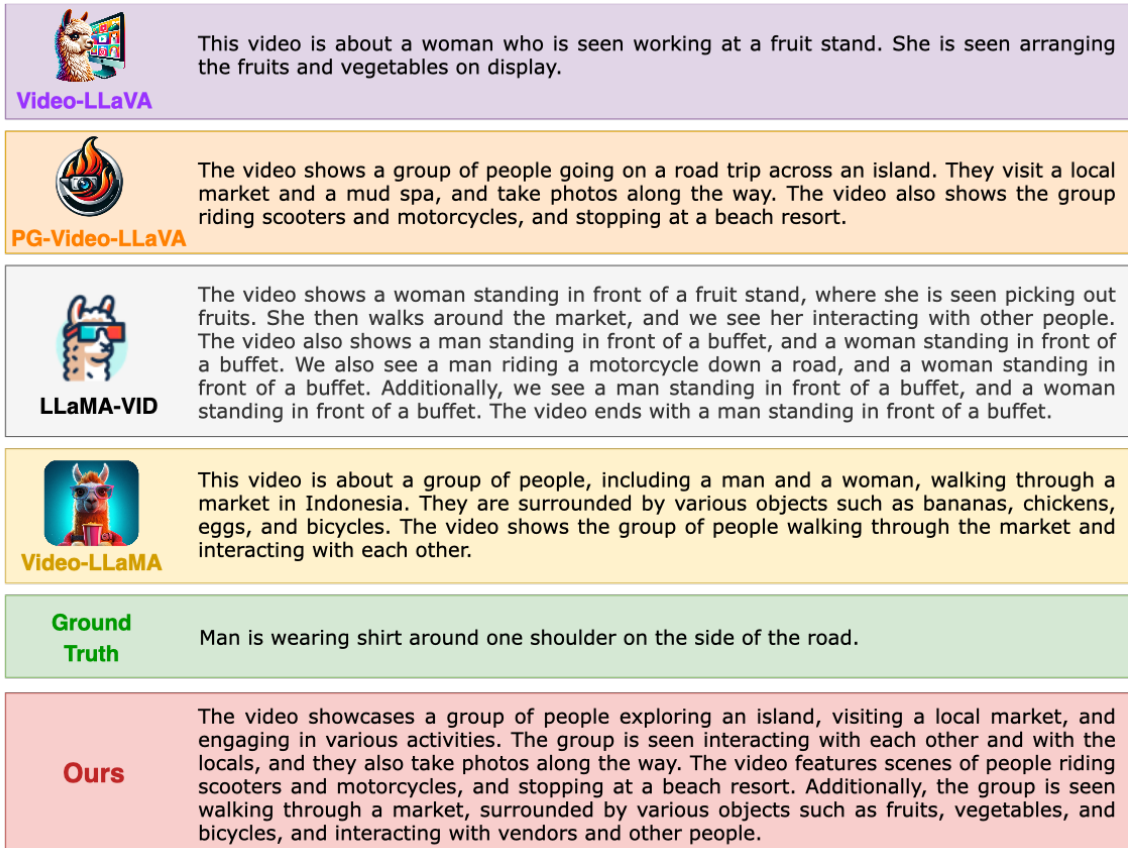 Video-LLaVA
This video is about a woman who is seen working at a fruit stand. She is seen arranging
the fruits and vegetables on display.
PG-Video-LLaVA
The video shows a group of people going on a road trip across an island. They visit a local
market and a mud spa, and take photos along the way. The video also shows the group
riding scooters and motorcycles, and stopping at a beach resort.
LLaMA-VID
The video shows a woman standing in front of a fruit stand, where she is seen picking out
fruits. She then walks around the market, and we see her interacting with other people.
The video also shows a man standing in front of a buffet, and a woman standing in front of
a buffet. We also see a man riding a motorcycle down a road, and a woman standing in
front of a buffet. Additionally, we see a man standing in front of a buffet, and a woman
standing in front of a buffet. The video ends with a man standing in front of a buffet.
Video-LLaMA
This video is about a group of people, including a man and a woman, walking through a
market in Indonesia. They are surrounded by various objects such as bananas, chickens,
eggs, and bicycles. The video shows the group of people walking through the market and
interacting with each other.
Ground
Truth
Man is wearing shirt around one shoulder on the side of the road.
Ours
The video showcases a group of people exploring an island, visiting a local market, and
engaging in various activities. The group is seen interacting with each other and with the
locals, and they also take photos along the way. The video features scenes of people riding
scooters and motorcycles, and stopping at a beach resort. Additionally, the group is seen
walking through a market, surrounded by various objects such as fruits, vegetables, and
bicycles, and interacting with vendors and other people.